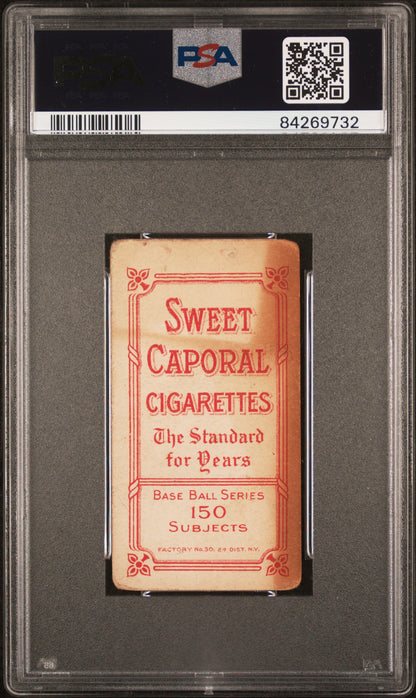 PSA
PSA
84269732
SWEET
CAPORAL
CIGARETTES
The Standard
for Years
BASE BALL SERIES
150
SUBJECTS
FACTORY No. 30, 2d DIST. N.Y.